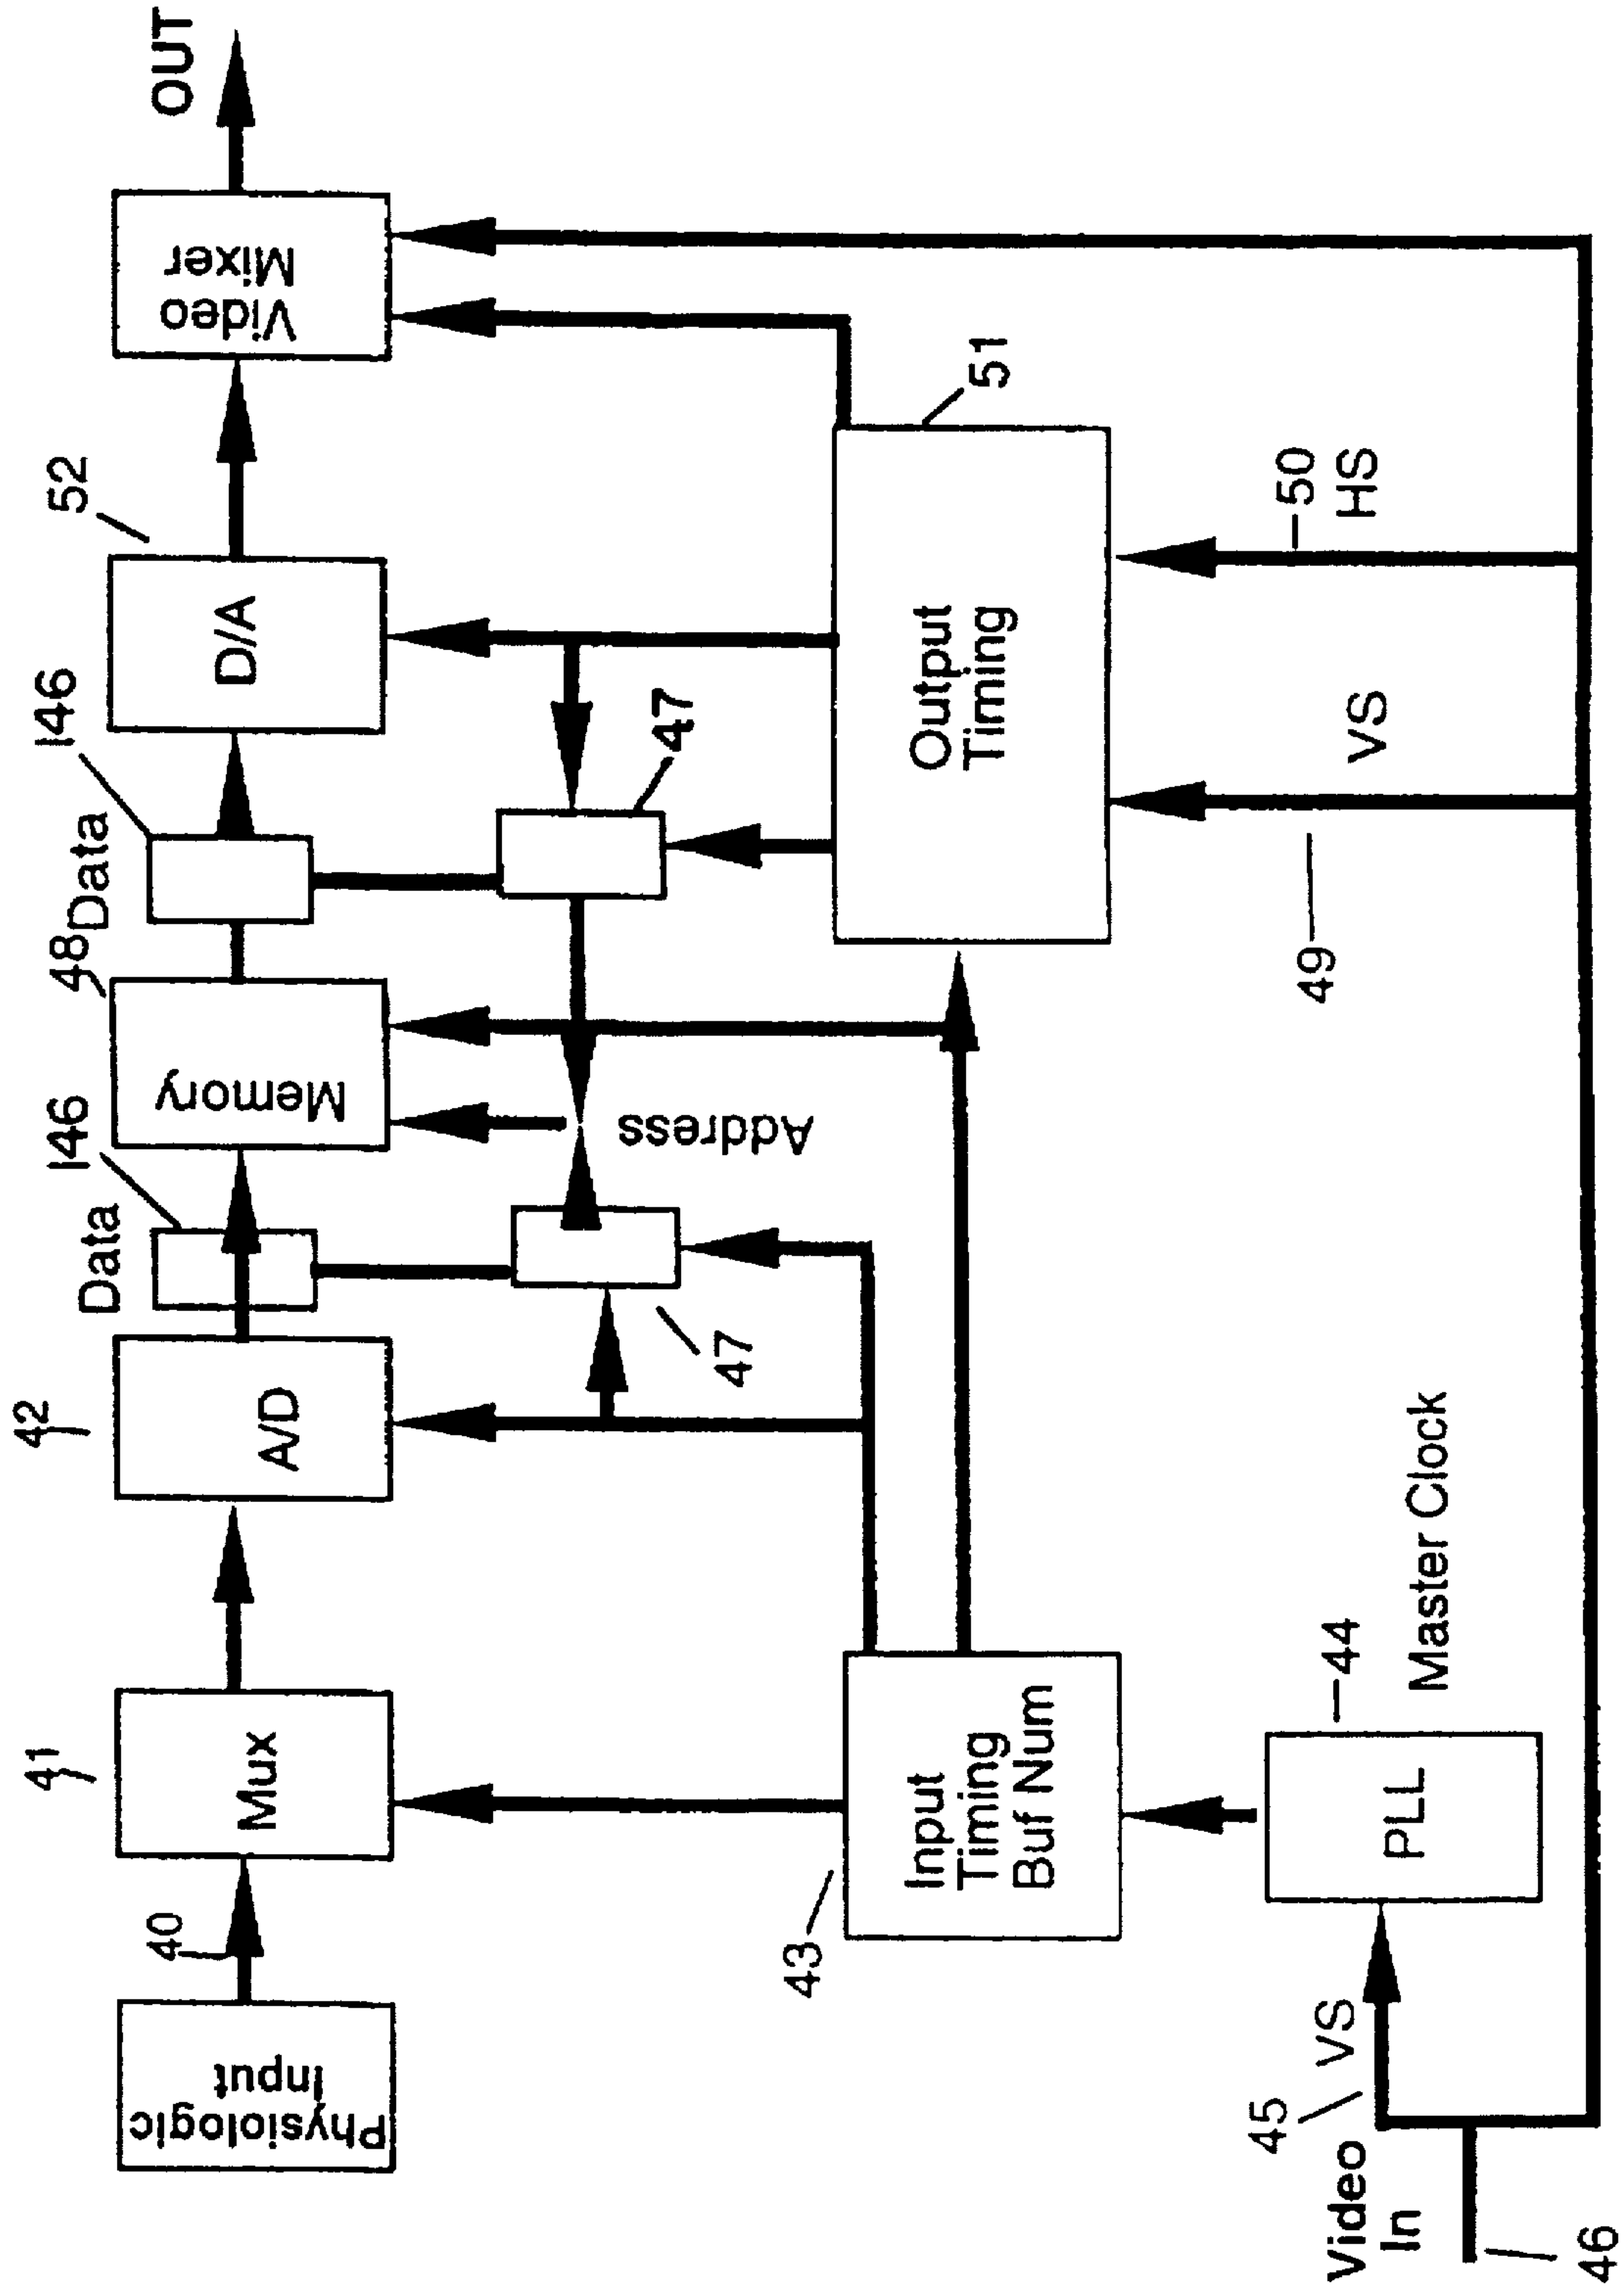 OUT
Video
Mixer
52
D/A
146
Data
48
Memory
146
Data
42
A/D
41
Mux
40
Physiologic
Input
47
Address
47
51
Output
Timing
50
HS
VS
49
43
Input
Timing
Buf Num
Master Clock
44
PLL
45
VS
Video
In
46